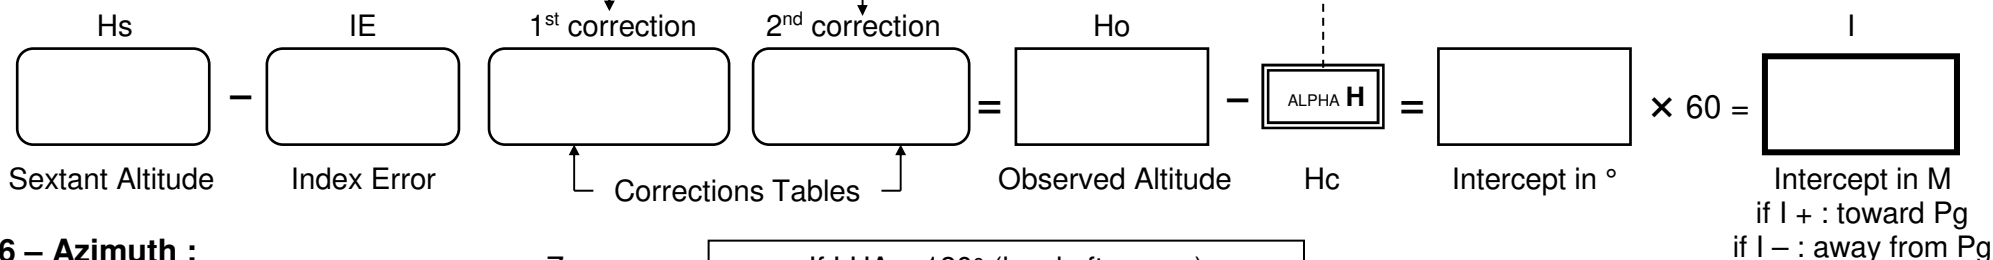 Hs IE 1st correction 2nd correction Ho I
– = – ALPHA H = × 60 =
Sextant Altitude Index Error Corrections Tables Observed Altitude Hc Intercept in ° Intercept in M
if I + : toward Pg
if I – : away from Pg
6 – Azimuth :